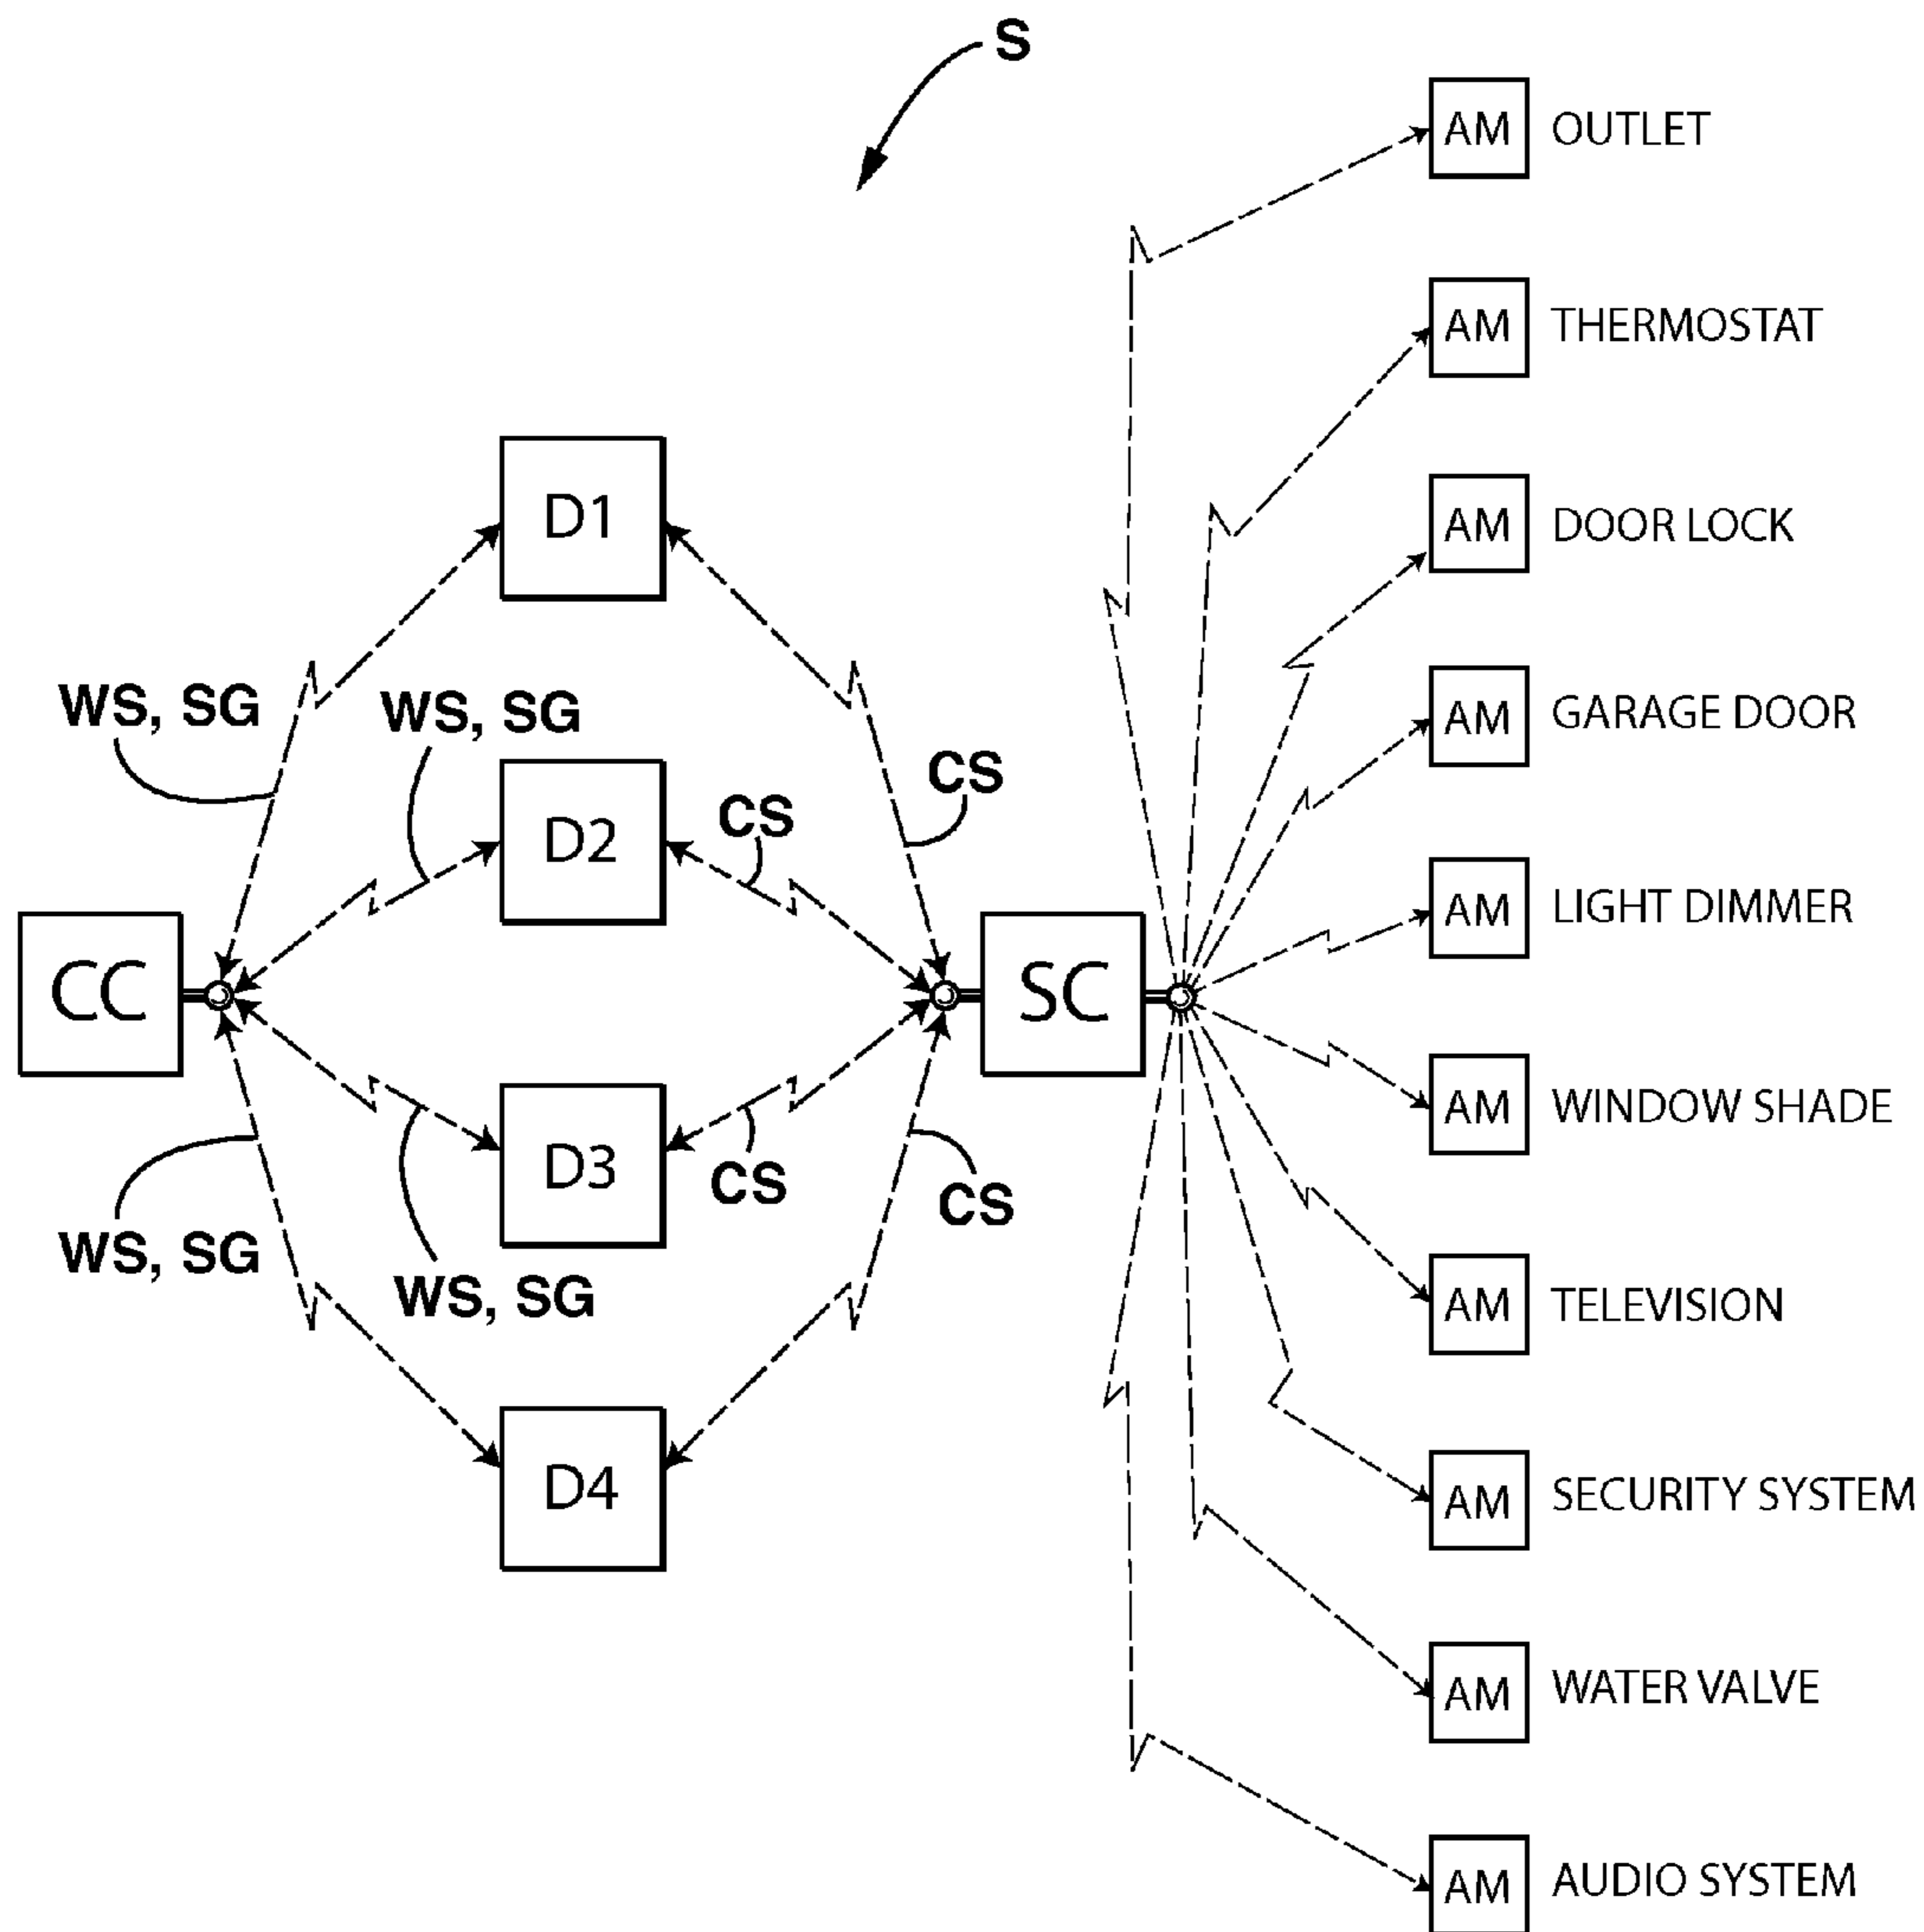 S
AM OUTLET
AM THERMOSTAT
AM DOOR LOCK
D1
WS, SG
WS, SG
AM GARAGE DOOR
CS
CS
D2
AM LIGHT DIMMER
CC
SC
AM WINDOW SHADE
D3
CS
CS
WS, SG
WS, SG
AM TELEVISION
D4
AM SECURITY SYSTEM
AM WATER VALVE
AM AUDIO SYSTEM